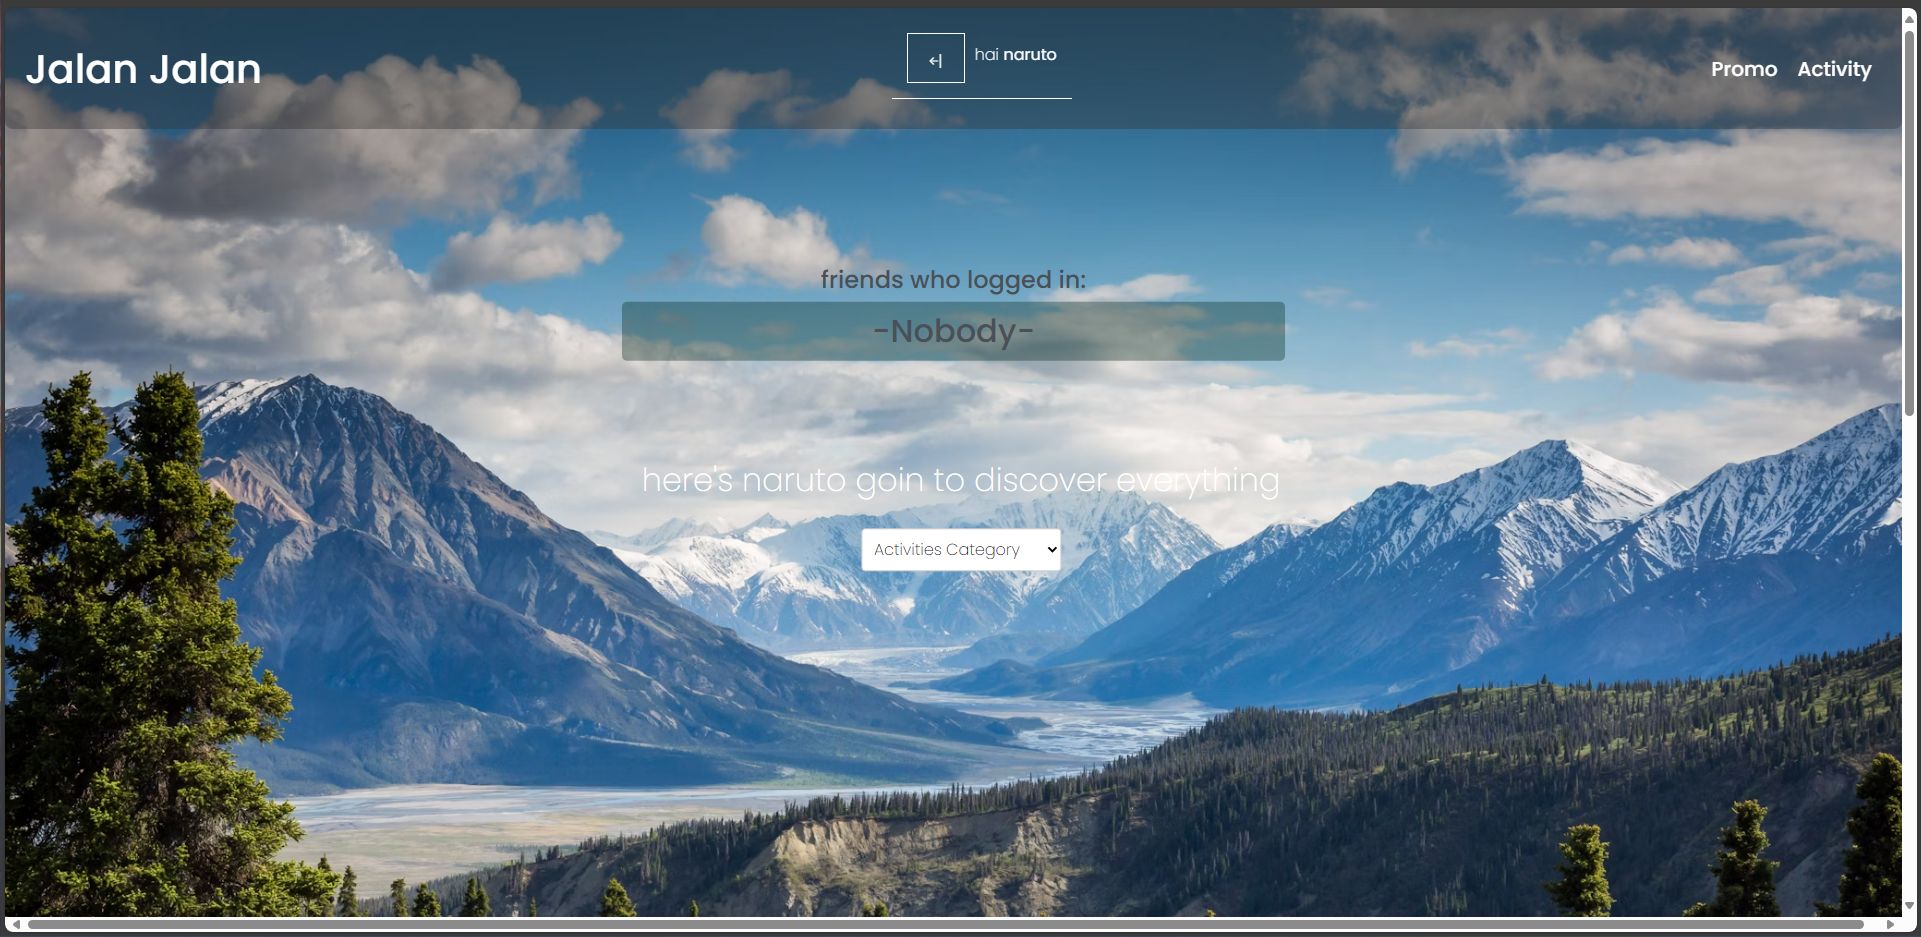 Jalan Jalan
hai naruto
Promo Activity
friends who logged in:
-Nobody-
here's naruto goin to discover everything
Activities Category